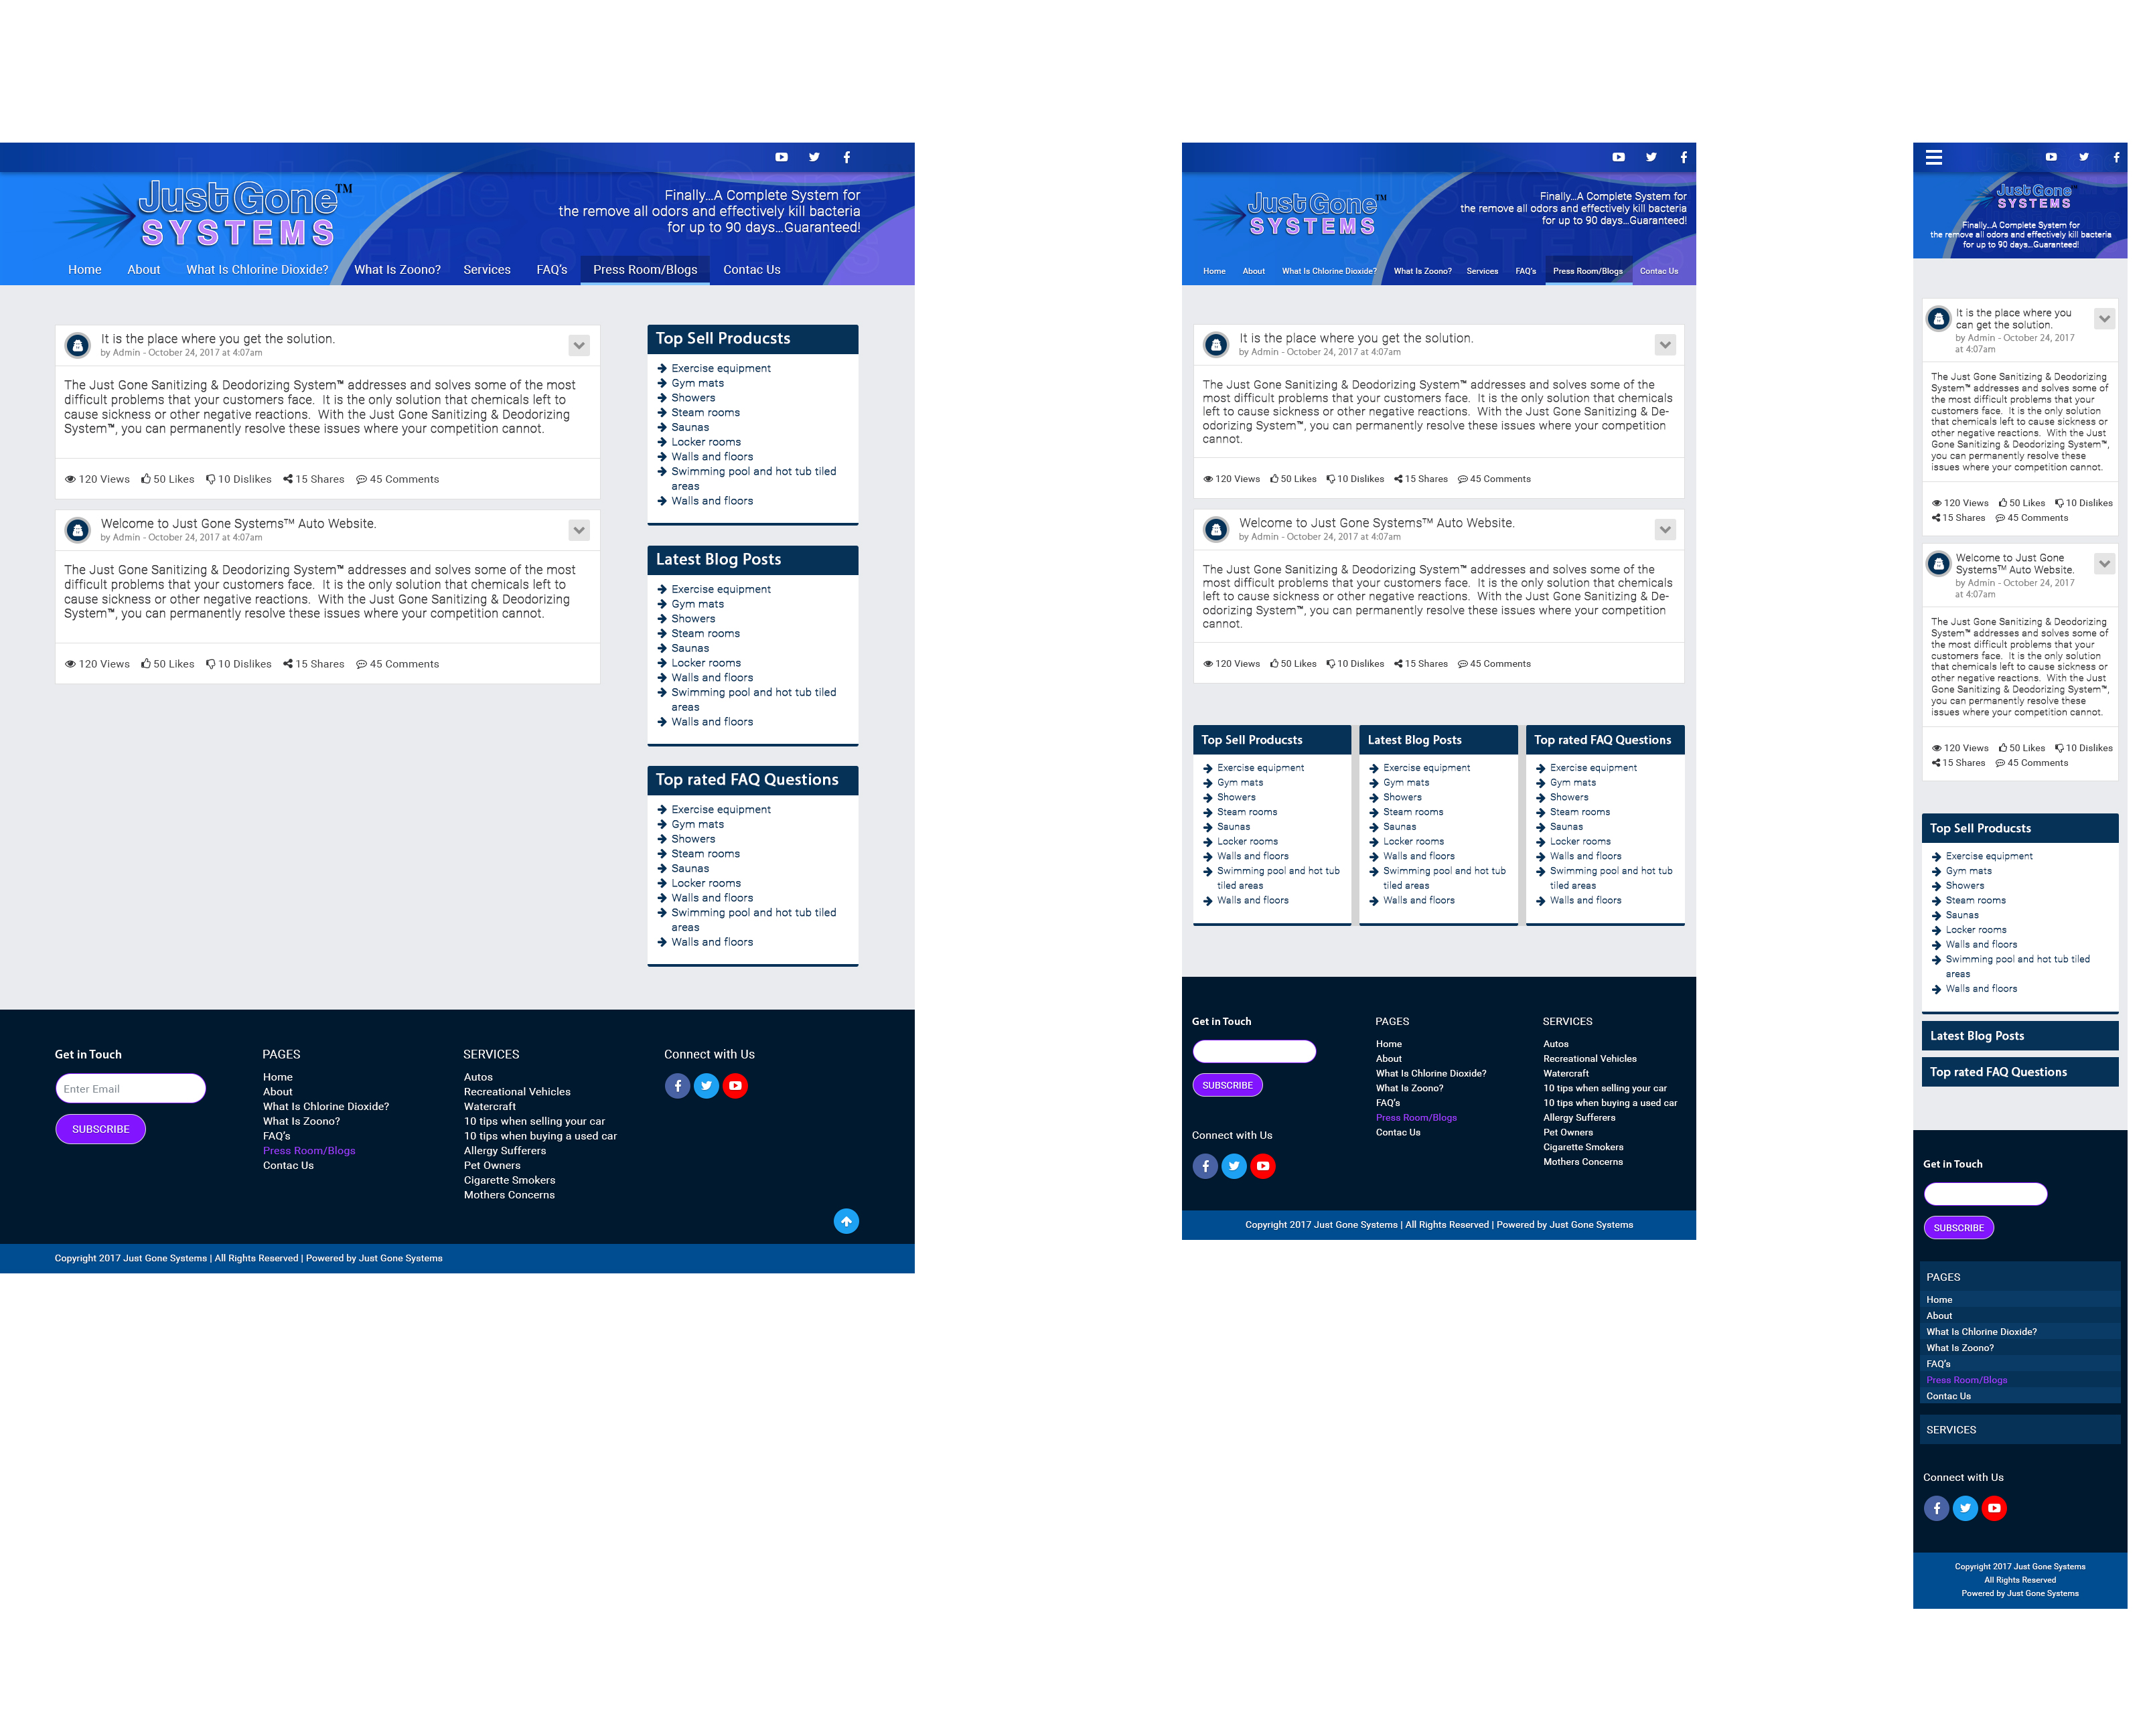 Just Gone™
SYSTEMS
Finally...A Complete System for
the remove all odors and effectively kill bacteria
for up to 90 days...Guaranteed!
Home About What Is Chlorine Dioxide? What Is Zoono? Services FAQ's Press Room/Blogs Contac Us
It is the place where you get the solution.
by Admin - October 24, 2017 at 4:07am
The Just Gone Sanitizing & Deodorizing System™ addresses and solves some of the most
difficult problems that your customers face. It is the only solution that chemicals left to
cause sickness or other negative reactions. With the Just Gone Sanitizing & Deodorizing
System™, you can permanently resolve these issues where your competition cannot.
120 Views 50 Likes 10 Dislikes 15 Shares 45 Comments
Welcome to Just Gone Systems™ Auto Website.
by Admin - October 24, 2017 at 4:07am
The Just Gone Sanitizing & Deodorizing System™ addresses and solves some of the most
difficult problems that your customers face. It is the only solution that chemicals left to
cause sickness or other negative reactions. With the Just Gone Sanitizing & Deodorizing
System™, you can permanently resolve these issues where your competition cannot.
120 Views 50 Likes 10 Dislikes 15 Shares 45 Comments
Top Sell Producsts
Exercise equipment
Gym mats
Showers
Steam rooms
Saunas
Locker rooms
Walls and floors
Swimming pool and hot tub tiled
areas
Walls and floors
Latest Blog Posts
Exercise equipment
Gym mats
Showers
Steam rooms
Saunas
Locker rooms
Walls and floors
Swimming pool and hot tub tiled
areas
Walls and floors
Top rated FAQ Questions
Exercise equipment
Gym mats
Showers
Steam rooms
Saunas
Locker rooms
Walls and floors
Swimming pool and hot tub tiled
areas
Walls and floors
Get in Touch
Enter Email
SUBSCRIBE
PAGES
Home
About
What Is Chlorine Dioxide?
What Is Zoono?
FAQ's
Press Room/Blogs
Contac Us
SERVICES
Autos
Recreational Vehicles
Watercraft
10 tips when selling your car
10 tips when buying a used car
Allergy Sufferers
Pet Owners
Cigarette Smokers
Mothers Concerns
Connect with Us
Copyright 2017 Just Gone Systems | All Rights Reserved | Powered by Just Gone Systems
Just Gone™
SYSTEMS
Finally...A Complete System for
the remove all odors and effectively kill bacteria
for up to 90 days...Guaranteed!
Home About What Is Chlorine Dioxide? What Is Zoono? Services FAQ's Press Room/Blogs Contac Us
It is the place where you get the solution.
by Admin - October 24, 2017 at 4:07am
The Just Gone Sanitizing & Deodorizing System™ addresses and solves some of the
most difficult problems that your customers face. It is the only solution that chemicals
left to cause sickness or other negative reactions. With the Just Gone Sanitizing & De-
odorizing System™, you can permanently resolve these issues where your competition
cannot.
120 Views 50 Likes 10 Dislikes 15 Shares 45 Comments
Welcome to Just Gone Systems™ Auto Website.
by Admin - October 24, 2017 at 4:07am
The Just Gone Sanitizing & Deodorizing System™ addresses and solves some of the
most difficult problems that your customers face. It is the only solution that chemicals
left to cause sickness or other negative reactions. With the Just Gone Sanitizing & De-
odorizing System™, you can permanently resolve these issues where your competition
cannot.
120 Views 50 Likes 10 Dislikes 15 Shares 45 Comments
Top Sell Producsts
Exercise equipment
Gym mats
Showers
Steam rooms
Saunas
Locker rooms
Walls and floors
Swimming pool and hot tub
tiled areas
Walls and floors
Latest Blog Posts
Exercise equipment
Gym mats
Showers
Steam rooms
Saunas
Locker rooms
Walls and floors
Swimming pool and hot tub
tiled areas
Walls and floors
Top rated FAQ Questions
Exercise equipment
Gym mats
Showers
Steam rooms
Saunas
Locker rooms
Walls and floors
Swimming pool and hot tub
tiled areas
Walls and floors
Get in Touch
SUBSCRIBE
Connect with Us
PAGES
Home
About
What Is Chlorine Dioxide?
What Is Zoono?
FAQ's
Press Room/Blogs
Contac Us
SERVICES
Autos
Recreational Vehicles
Watercraft
10 tips when selling your car
10 tips when buying a used car
Allergy Sufferers
Pet Owners
Cigarette Smokers
Mothers Concerns
Copyright 2017 Just Gone Systems | All Rights Reserved | Powered by Just Gone Systems
Just Gone™
SYSTEMS
Finally...A Complete System for
the remove all odors and effectively kill bacteria
for up to 90 days...Guaranteed!
It is the place where you
can get the solution.
by Admin - October 24, 2017
at 4:07am
The Just Gone Sanitizing & Deodorizing
System™ addresses and solves some of
the most difficult problems that your
customers face. It is the only solution
that chemicals left to cause sickness or
other negative reactions. With the Just
Gone Sanitizing & Deodorizing System™,
you can permanently resolve these
issues where your competition cannot.
120 Views 50 Likes 10 Dislikes
15 Shares 45 Comments
Welcome to Just Gone
Systems™ Auto Website.
by Admin - October 24, 2017
at 4:07am
The Just Gone Sanitizing & Deodorizing
System™ addresses and solves some of
the most difficult problems that your
customers face. It is the only solution
that chemicals left to cause sickness or
other negative reactions. With the Just
Gone Sanitizing & Deodorizing System™,
you can permanently resolve these
issues where your competition cannot.
120 Views 50 Likes 10 Dislikes
15 Shares 45 Comments
Top Sell Producsts
Exercise equipment
Gym mats
Showers
Steam rooms
Saunas
Locker rooms
Walls and floors
Swimming pool and hot tub tiled
areas
Walls and floors
Latest Blog Posts
Top rated FAQ Questions
Get in Touch
SUBSCRIBE
PAGES
Home
About
What Is Chlorine Dioxide?
What Is Zoono?
FAQ's
Press Room/Blogs
Contac Us
SERVICES
Connect with Us
Copyright 2017 Just Gone Systems
All Rights Reserved
Powered by Just Gone Systems